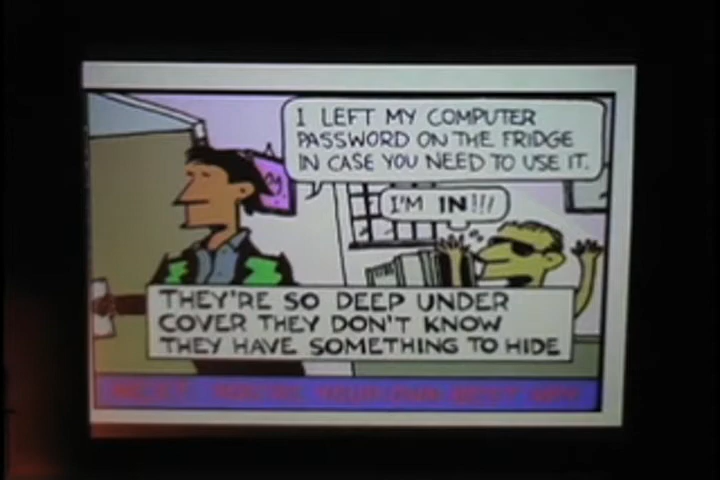 I LEFT MY COMPUTER
PASSWORD ON THE FRIDGE
IN CASE YOU NEED TO USE IT.
I'M IN!!!
THEY'RE SO DEEP UNDER
COVER THEY DON'T KNOW
THEY HAVE SOMETHING TO HIDE